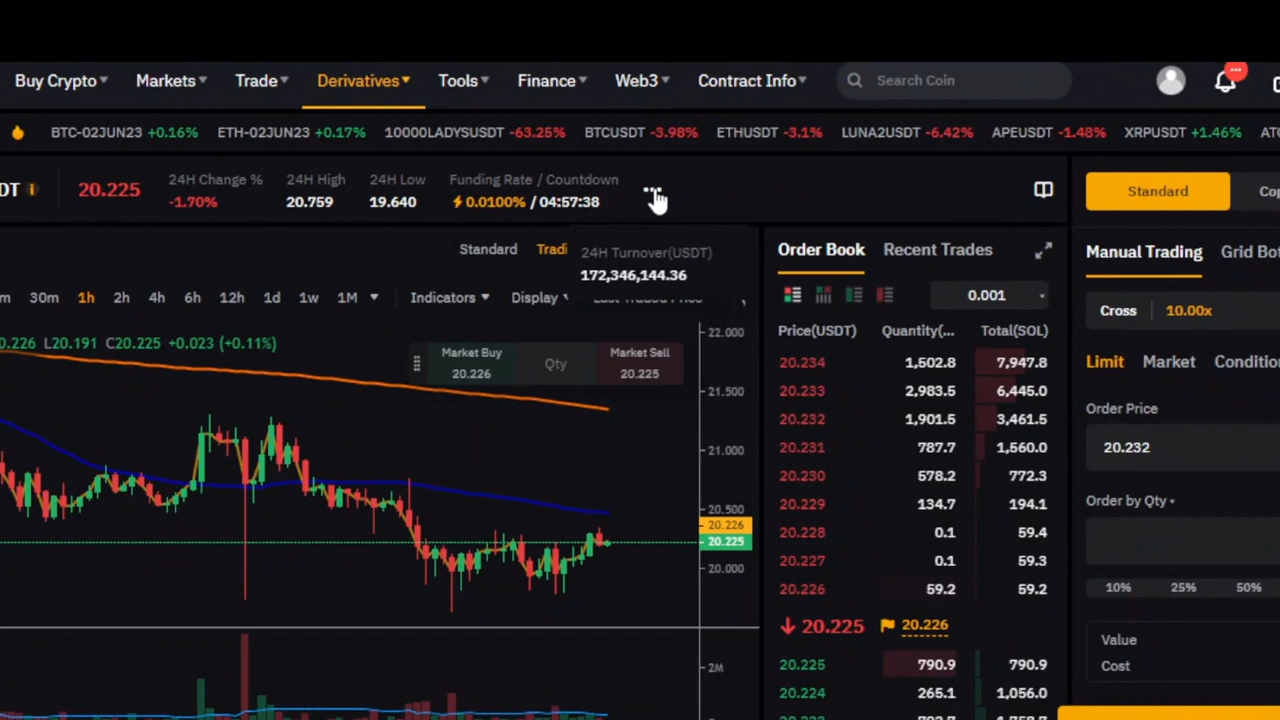 Buy Crypto Markets Trade Derivatives Tools Finance Web3 Contract Info Search Coin
BTC-02JUN23 +0.16% ETH-02JUN23 +0.17% 10000LADYSUSDT -63.25% BTCUSDT -3.98% ETHUSDT -3.1% LUNA2USDT -6.42% APEUSDT -1.48% XRPUSDT +1.46%
DT 20.225
24H Change %
-1.70%
24H High
20.759
24H Low
19.640
Funding Rate / Countdown
0.0100% / 04:57:38
24H Turnover(USDT)
172,346,144.36
Standard Tradi
30m 1h 2h 4h 6h 12h 1d 1w 1M Indicators Display
0.226 L20.191 C20.225 +0.023 (+0.11%)
Market Buy
20.226
Qty
Market Sell
20.225
22.000
21.500
21.000
20.500
20.226
20.225
20.000
2M
Order Book Recent Trades
0.001
Price(USDT) Quantity(... Total(SOL)
20.234 1,502.8 7,947.8
20.233 2,983.5 6,445.0
20.232 1,901.5 3,461.5
20.231 787.7 1,560.0
20.230 578.2 772.3
20.229 134.7 194.1
20.228 0.1 59.4
20.227 0.1 59.3
20.226 59.2 59.2
20.225 20.226
20.225 790.9 790.9
20.224 265.1 1,056.0
Standard Cop
Manual Trading Grid Bot
Cross 10.00x
Limit Market Conditio
Order Price
20.232
Order by Qty
10% 25% 50%
Value
Cost